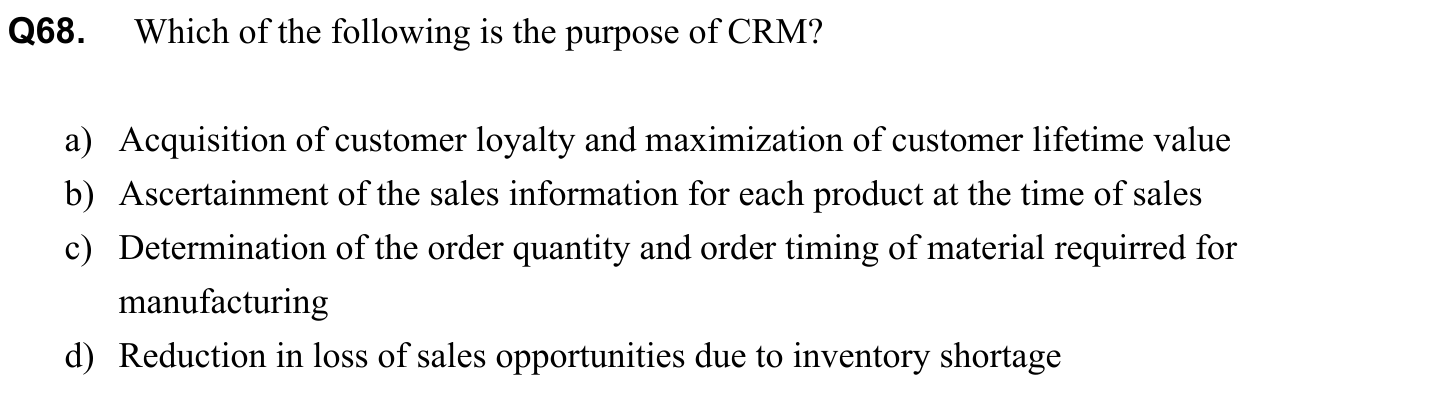 Q68. Which of the following is the purpose of CRM?
a) Acquisition of customer loyalty and maximization of customer lifetime value
b) Ascertainment of the sales information for each product at the time of sales
c) Determination of the order quantity and order timing of material requirred for
manufacturing
d) Reduction in loss of sales opportunities due to inventory shortage